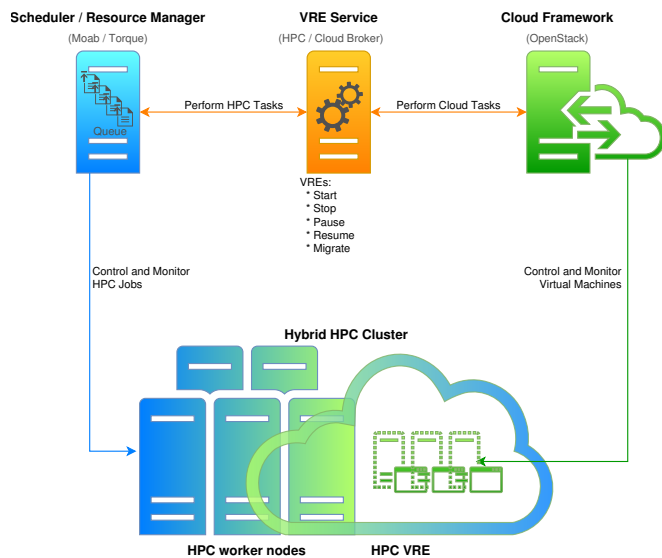 Scheduler / Resource Manager
(Moab / Torque)
VRE Service
(HPC / Cloud Broker)
Cloud Framework
(OpenStack)
Queue
Perform HPC Tasks
Perform Cloud Tasks
VREs:
* Start
* Stop
* Pause
* Resume
* Migrate
Control and Monitor
HPC Jobs
Control and Monitor
Virtual Machines
Hybrid HPC Cluster
HPC worker nodes
HPC VRE